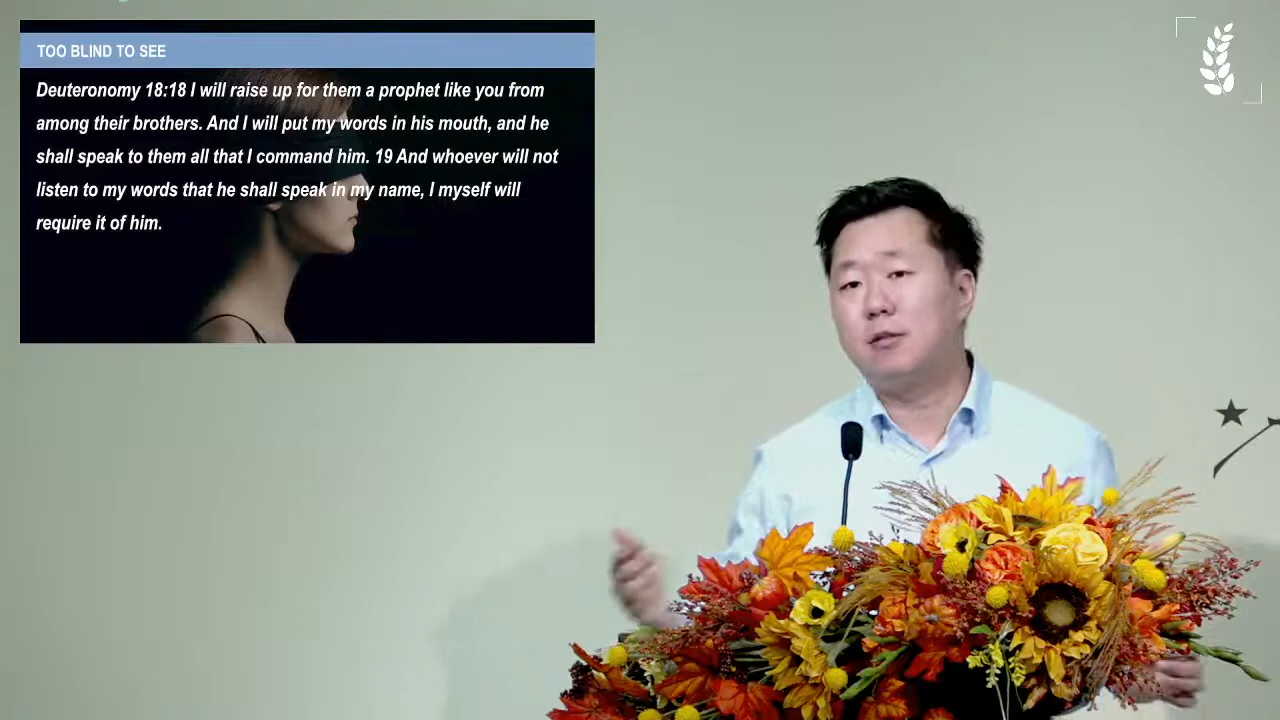 TOO BLIND TO SEE
Deuteronomy 18:18 I will raise up for them a prophet like you from
among their brothers. And I will put my words in his mouth, and he
shall speak to them all that I command him. 19 And whoever will not
listen to my words that he shall speak in my name, I myself will
require it of him.